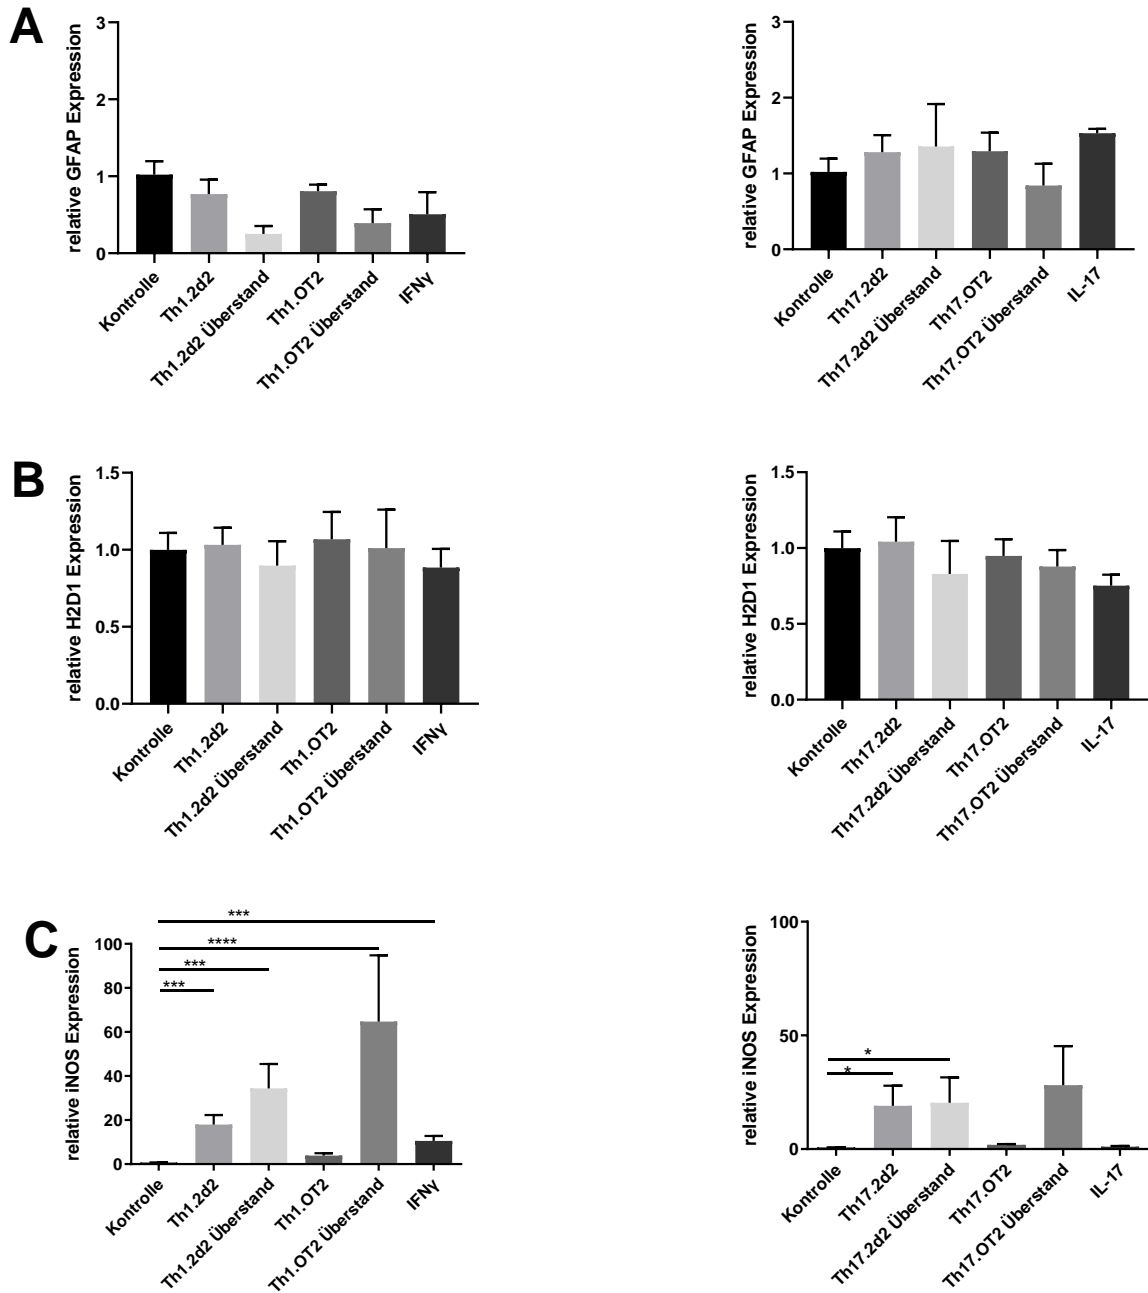 A
relative GFAP Expression
3
2
1
0
Kontrolle
Th1.2d2
Th1.2d2 Überstand
Th1.OT2
Th1.OT2 Überstand
IFNγ
relative GFAP Expression
3
2
1
0
Kontrolle
Th17.2d2
Th17.2d2 Überstand
Th17.OT2
Th17.OT2 Überstand
IL-17
B
relative H2D1 Expression
1.5
1.0
0.5
0.0
Kontrolle
Th1.2d2
Th1.2d2 Überstand
Th1.OT2
Th1.OT2 Überstand
IFNγ
relative H2D1 Expression
1.5
1.0
0.5
0.0
Kontrolle
Th17.2d2
Th17.2d2 Überstand
Th17.OT2
Th17.OT2 Überstand
IL-17
C
relative iNOS Expression
100
80
60
40
20
0
***
****
***
***
Kontrolle
Th1.2d2
Th1.2d2 Überstand
Th1.OT2
Th1.OT2 Überstand
IFNγ
relative iNOS Expression
100
50
0
*
*
Kontrolle
Th17.2d2
Th17.2d2 Überstand
Th17.OT2
Th17.OT2 Überstand
IL-17